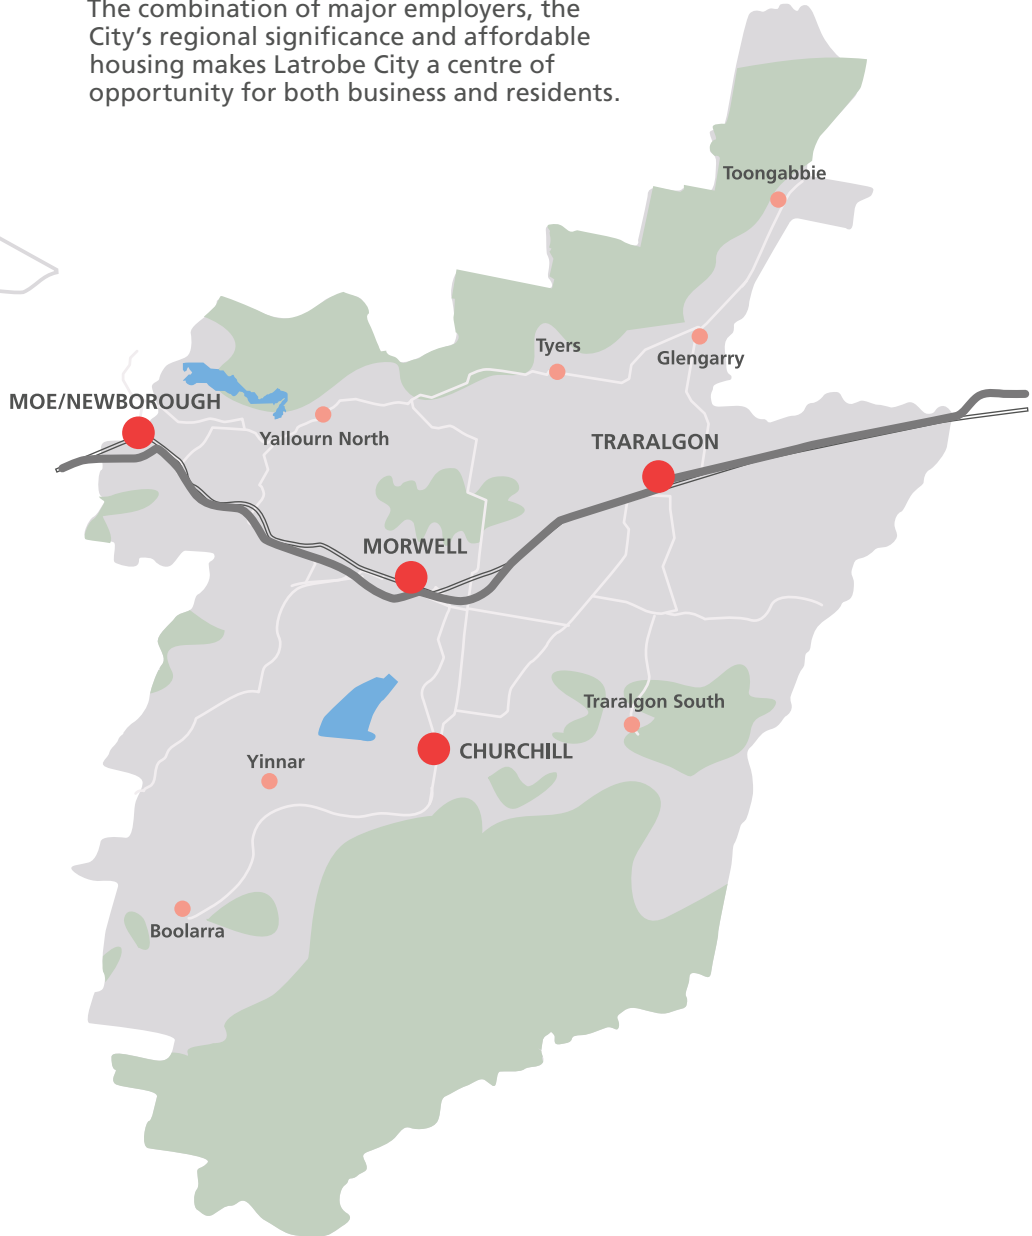 The combination of major employers, the
City’s regional significance and affordable
housing makes Latrobe City a centre of
opportunity for both business and residents.
Toongabbie
Tyers
Glengarry
MOE/NEWBOROUGH
Yallourn North
TRARALGON
MORWELL
Traralgon South
CHURCHILL
Yinnar
Boolarra